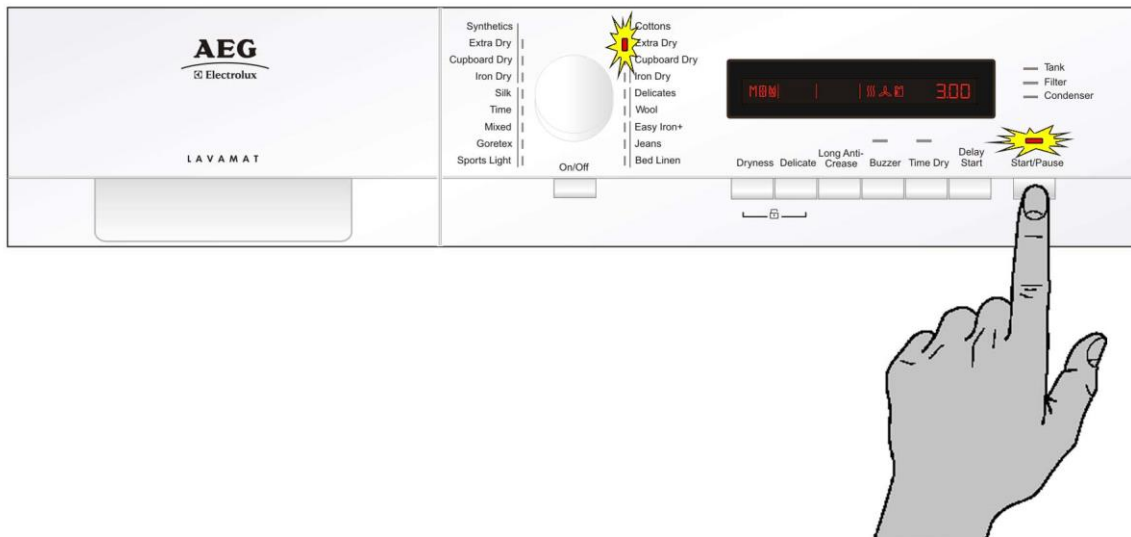 AEG
Electrolux
LAVAMAT
Synthetics
Extra Dry
Cupboard Dry
Iron Dry
Silk
Time
Mixed
Goretex
Sports Light
On/Off
Cottons
Extra Dry
Cupboard Dry
Iron Dry
Delicates
Wool
Easy Iron+
Jeans
Bed Linen
3.00
Tank
Filter
Condenser
Dryness
Delicate
Long Anti-
Crease
Buzzer
Time Dry
Delay
Start
Start/Pause